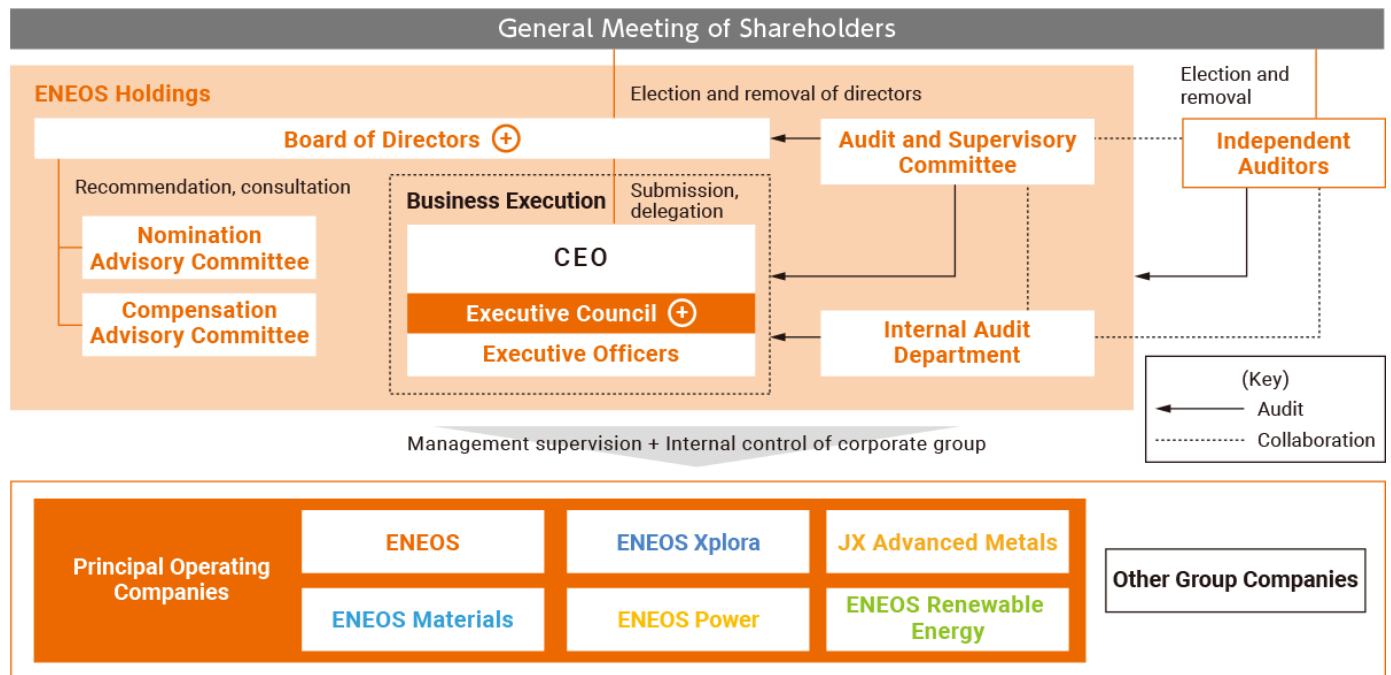 General Meeting of Shareholders
ENEOS Holdings
Election and removal of directors
Election and
removal
Board of Directors
Audit and Supervisory
Committee
Independent
Auditors
Recommendation, consultation
Business Execution
Submission,
delegation
Nomination
Advisory Committee
CEO
Compensation
Advisory Committee
Executive Council
Executive Officers
Internal Audit
Department
(Key)
Audit
Collaboration
Management supervision + Internal control of corporate group
Principal Operating
Companies
ENEOS
ENEOS Xplora
JX Advanced Metals
ENEOS Materials
ENEOS Power
ENEOS Renewable
Energy
Other Group Companies